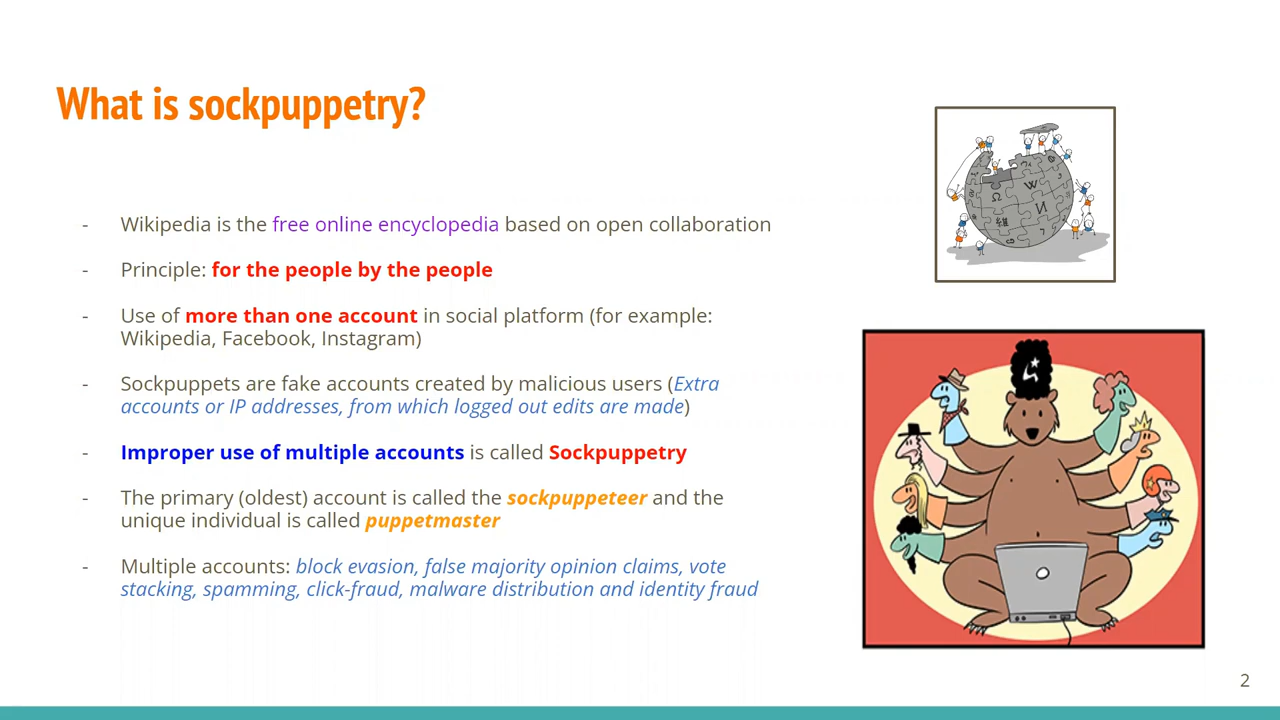 What is sockpuppetry?
- Wikipedia is the free online encyclopedia based on open collaboration
- Principle: for the people by the people
- Use of more than one account in social platform (for example:
Wikipedia, Facebook, Instagram)
- Sockpuppets are fake accounts created by malicious users (Extra
accounts or IP addresses, from which logged out edits are made)
- Improper use of multiple accounts is called Sockpuppetry
- The primary (oldest) account is called the sockpuppeteer and the
unique individual is called puppetmaster
- Multiple accounts: block evasion, false majority opinion claims, vote
stacking, spamming, click-fraud, malware distribution and identity fraud
Ω W И
2